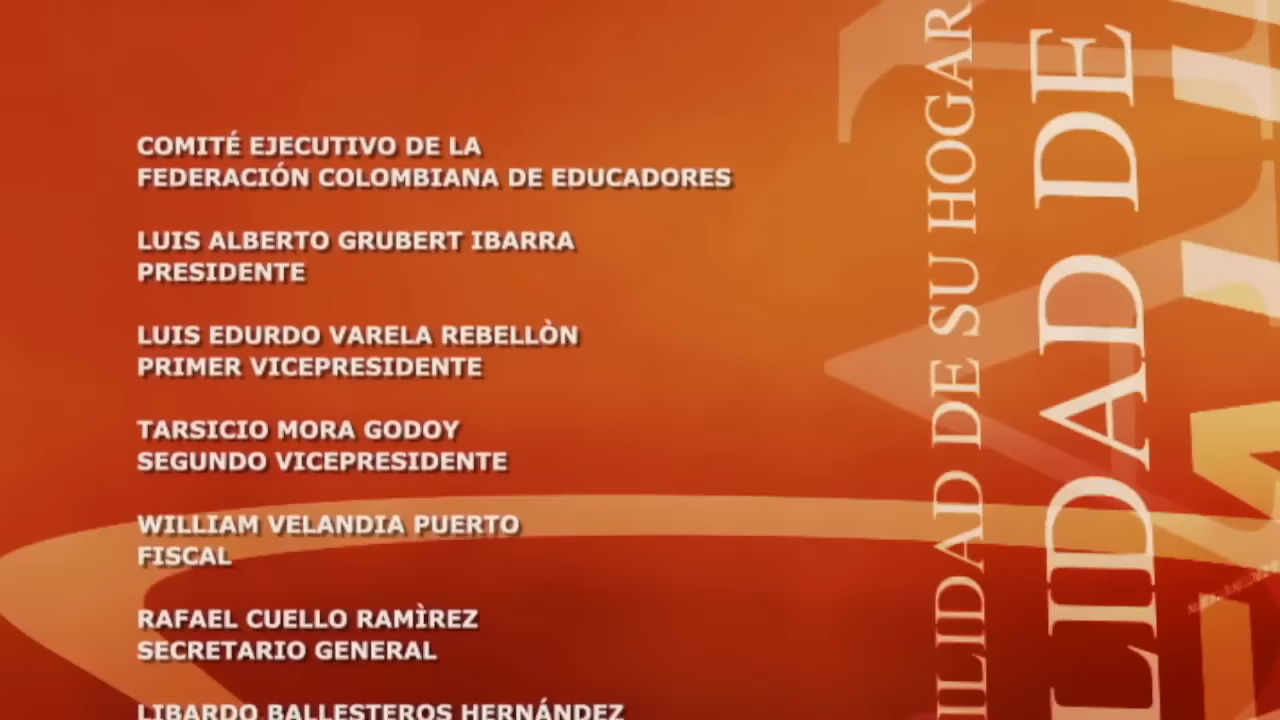 COMITÉ EJECUTIVO DE LA
FEDERACIÓN COLOMBIANA DE EDUCADORES
LUIS ALBERTO GRUBERT IBARRA
PRESIDENTE
LUIS EDURDO VARELA REBELLÒN
PRIMER VICEPRESIDENTE
TARSICIO MORA GODOY
SEGUNDO VICEPRESIDENTE
WILLIAM VELANDIA PUERTO
FISCAL
RAFAEL CUELLO RAMÌREZ
SECRETARIO GENERAL
LIBARDO BALLESTEROS HERNÁNDEZ
ILIDAD DE SU HOGAR
LIDAD DE